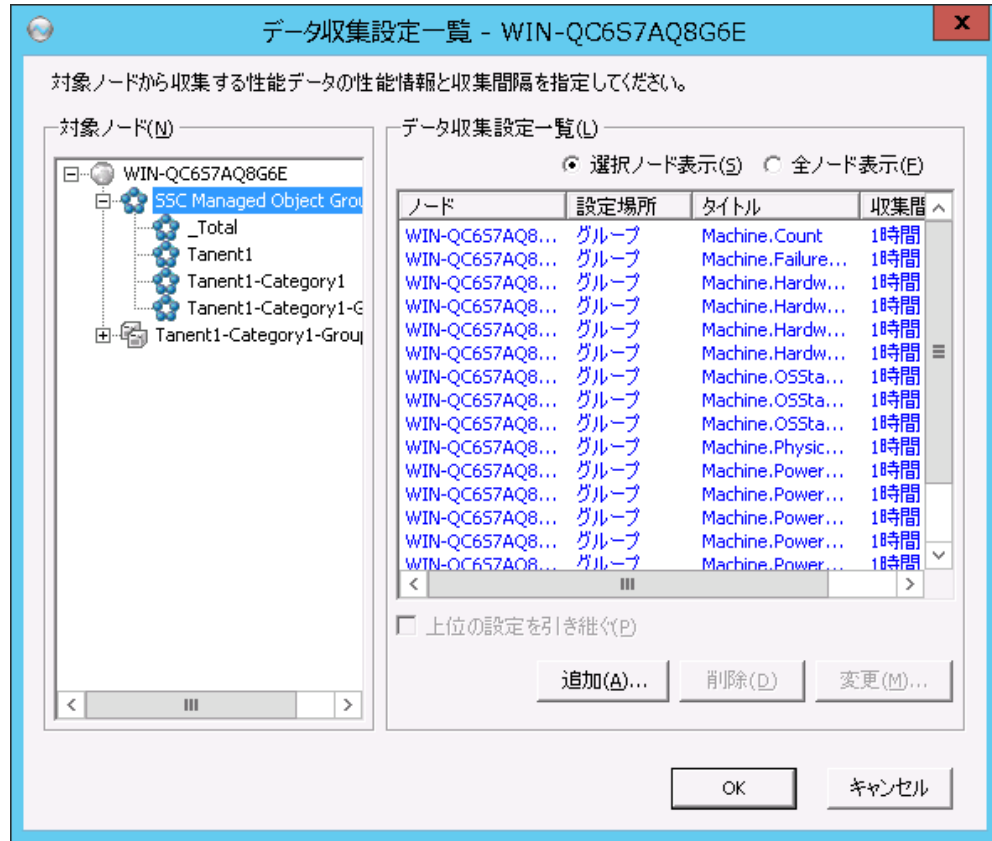 データ収集設定一覧 - WIN-QC6S7AQ8G6E
x
対象ノードから収集する性能データの性能情報と収集間隔を指定してください。
対象ノード(N)
WIN-QC6S7AQ8G6E
SSC Managed Object Grou
_Total
Tanent1
Tanent1-Category1
Tanent1-Category1-G
Tanent1-Category1-Grou
データ収集設定一覧(L)
選択ノード表示(S) 全ノード表示(F)
ノード 設定場所 タイトル 収集間
WIN-QC6S7AQ8... グループ Machine.Count 1時間
WIN-QC6S7AQ8... グループ Machine.Failure... 1時間
WIN-QC6S7AQ8... グループ Machine.Hardw... 1時間
WIN-QC6S7AQ8... グループ Machine.Hardw... 1時間
WIN-QC6S7AQ8... グループ Machine.Hardw... 1時間
WIN-QC6S7AQ8... グループ Machine.Hardw... 1時間
WIN-QC6S7AQ8... グループ Machine.OSSta... 1時間
WIN-QC6S7AQ8... グループ Machine.OSSta... 1時間
WIN-QC6S7AQ8... グループ Machine.OSSta... 1時間
WIN-QC6S7AQ8... グループ Machine.Physic... 1時間
WIN-QC6S7AQ8... グループ Machine.Power... 1時間
WIN-QC6S7AQ8... グループ Machine.Power... 1時間
WIN-QC6S7AQ8... グループ Machine.Power... 1時間
WIN-QC6S7AQ8... グループ Machine.Power... 1時間
WIN-QC6S7AQ8... グループ Machine.Power... 1時間
上位の設定を引き継ぐ(P)
追加(A)... 削除(D) 変更(M)...
OK キャンセル